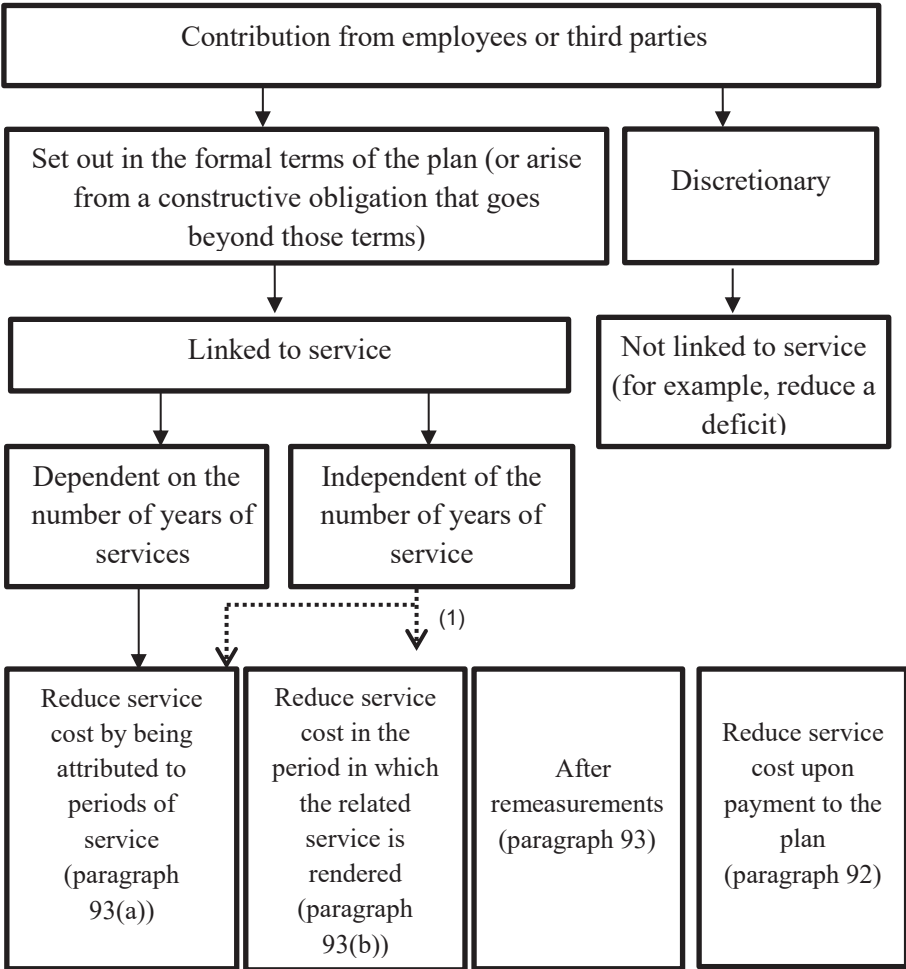 Contribution from employees or third parties
Set out in the formal terms of the plan (or arise
from a constructive obligation that goes
beyond those terms)
Discretionary
Linked to service
Not linked to service
(for example, reduce a
deficit)
Dependent on the
number of years of
services
Independent of the
number of years of
service
(1)
Reduce service
cost by being
attributed to
periods of
service
(paragraph
93(a))
Reduce service
cost in the
period in which
the related
service is
rendered
(paragraph
93(b))
After
remeasurements
(paragraph 93)
Reduce service
cost upon
payment to the
plan
(paragraph 92)